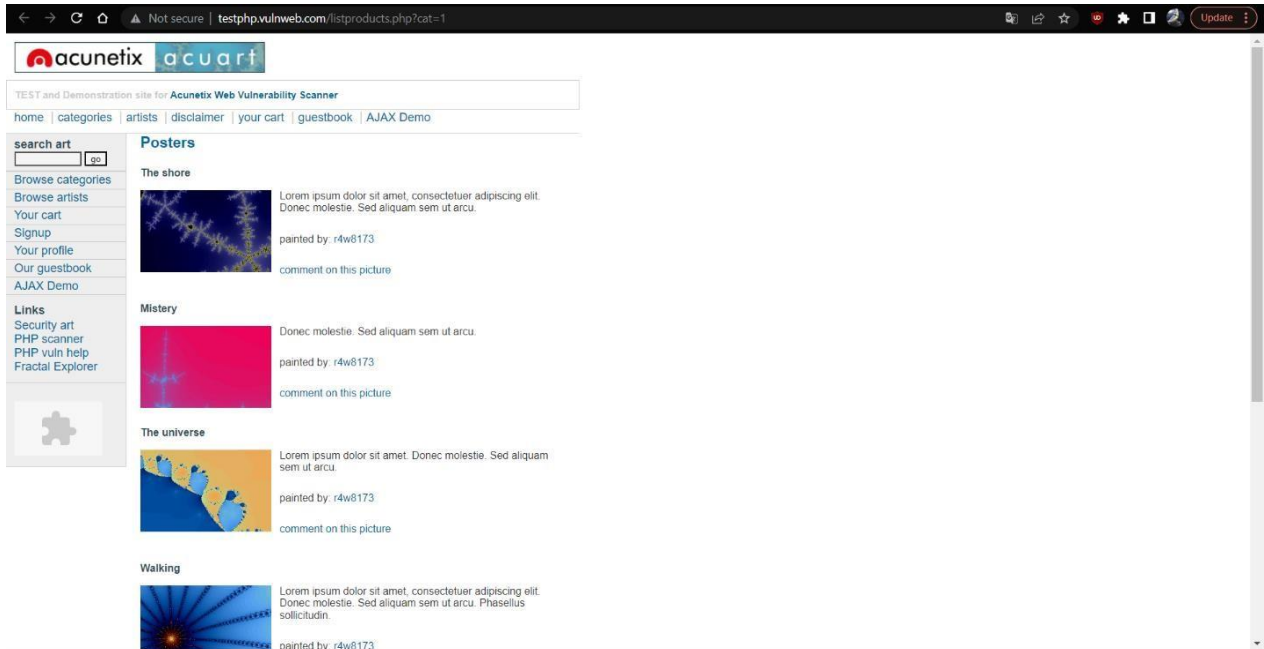 Not secure | testphp.vulnweb.com/listproducts.php?cat=1
Update
acunetix acuart
TEST and Demonstration site for Acunetix Web Vulnerability Scanner
home | categories | artists | disclaimer | your cart | guestbook | AJAX Demo
search art
go
Browse categories
Browse artists
Your cart
Signup
Your profile
Our guestbook
AJAX Demo
Links
Security art
PHP scanner
PHP vuln help
Fractal Explorer
Posters
The shore
Lorem ipsum dolor sit amet, consectetuer adipiscing elit.
Donec molestie. Sed aliquam sem ut arcu.
painted by: r4w8173
comment on this picture
Mistery
Donec molestie. Sed aliquam sem ut arcu.
painted by: r4w8173
comment on this picture
The universe
Lorem ipsum dolor sit amet. Donec molestie. Sed aliquam
sem ut arcu.
painted by: r4w8173
comment on this picture
Walking
Lorem ipsum dolor sit amet, consectetuer adipiscing elit.
Donec molestie. Sed aliquam sem ut arcu. Phasellus
sollicitudin.
painted by: r4w8173